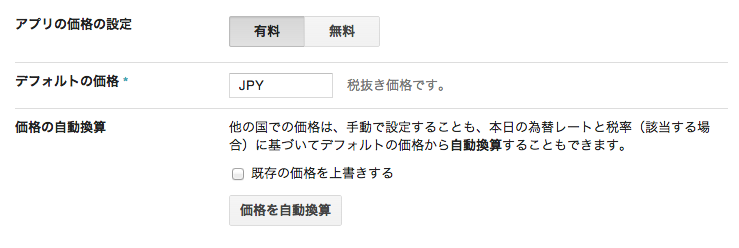 アプリの価格の設定
有料 無料
デフォルトの価格 *
JPY 税抜き価格です。
価格の自動換算
他の国での価格は、手動で設定することも、本日の為替レートと税率（該当する場
合）に基づいてデフォルトの価格から自動換算することもできます。
既存の価格を上書きする
価格を自動換算